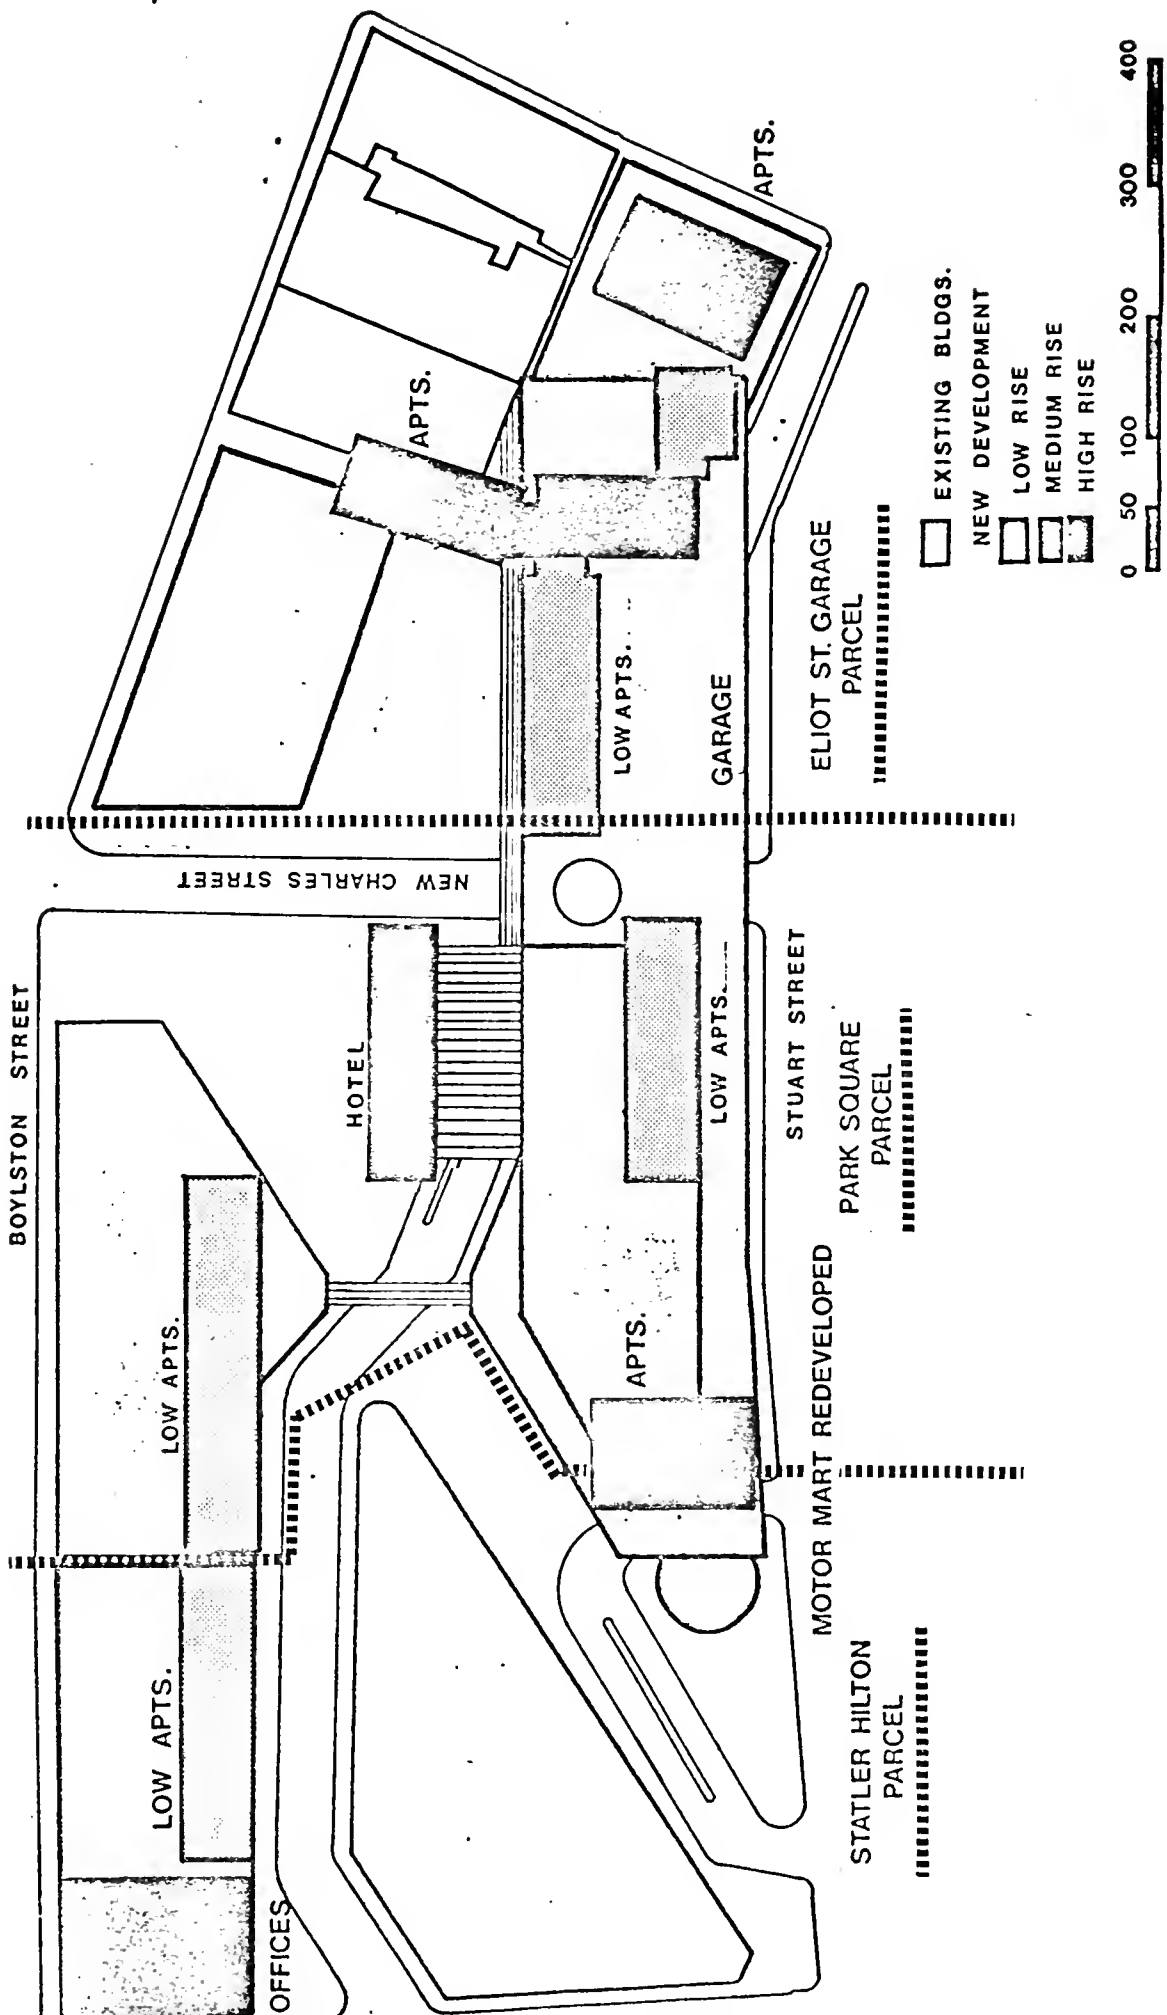 BOYLSTON STREET
OFFICES
LOW APTS.
LOW APTS.
HOTEL
NEW CHARLES STREET
APTS.
APTS.
LOW APTS.
LOW APTS.
GARAGE
APTS.
STUART STREET
STATLER HILTON
PARCEL
MOTOR MART REDEVELOPED
PARK SQUARE
PARCEL
ELIOT ST. GARAGE
PARCEL
EXISTING BLDGS.
NEW DEVELOPMENT
LOW RISE
MEDIUM RISE
HIGH RISE
0 50 100 200 300 400